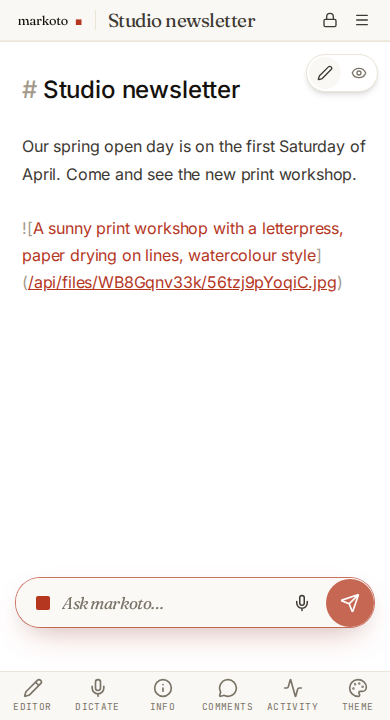 markoto
Studio newsletter
# Studio newsletter
Our spring open day is on the first Saturday of
April. Come and see the new print workshop.
![A sunny print workshop with a letterpress,
paper drying on lines, watercolour style]
(/api/files/WB8Gqnv33k/56tzj9pYoqiC.jpg)
Ask markoto...
EDITOR
DICTATE
INFO
COMMENTS
ACTIVITY
THEME